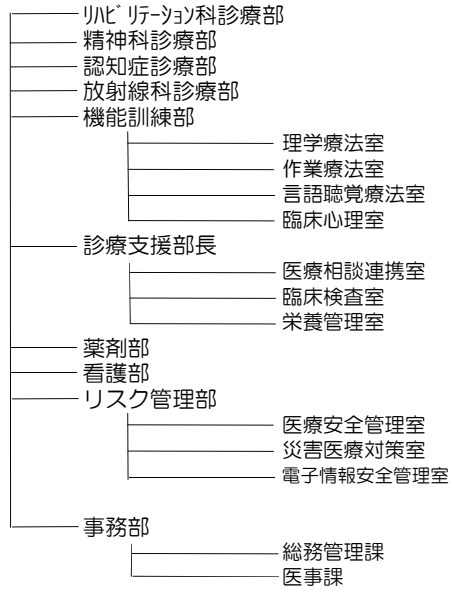 ﾘﾊﾋﾞﾘﾃｰｼｮﾝ科診療部
精神科診療部
認知症診療部
放射線科診療部
機能訓練部
理学療法室
作業療法室
言語聴覚療法室
臨床心理室
診療支援部長
医療相談連携室
臨床検査室
栄養管理室
薬剤部
看護部
リスク管理部
医療安全管理室
災害医療対策室
電子情報安全管理室
事務部
総務管理課
医事課